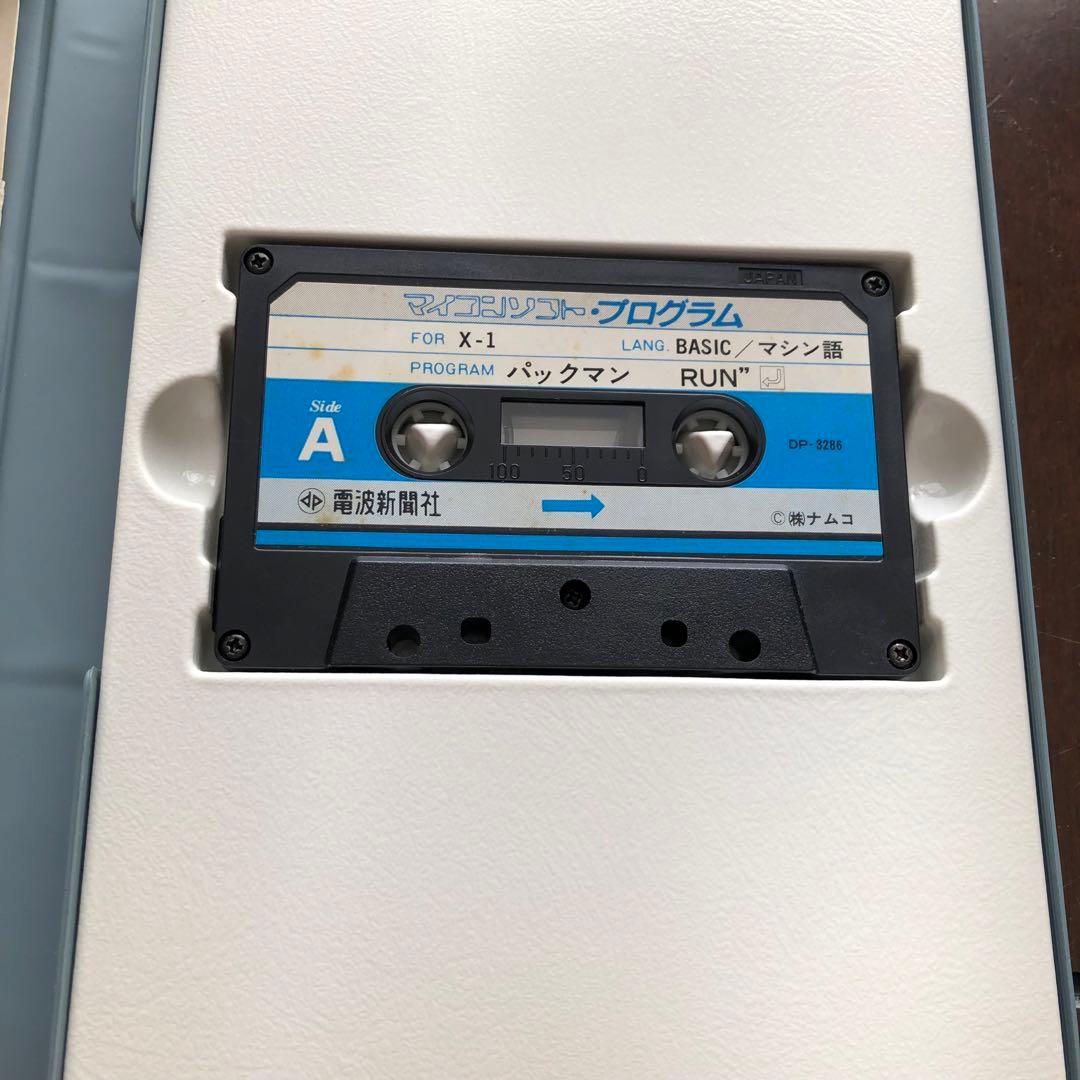 JAPAN
マイコンソフト・プログラム
FOR X-1 LANG. BASIC／マシン語
PROGRAM パックマン RUN” ↵
Side
A
100 50 0
DP-3286
電波新聞社 → Ⓒ㈱ナムコ